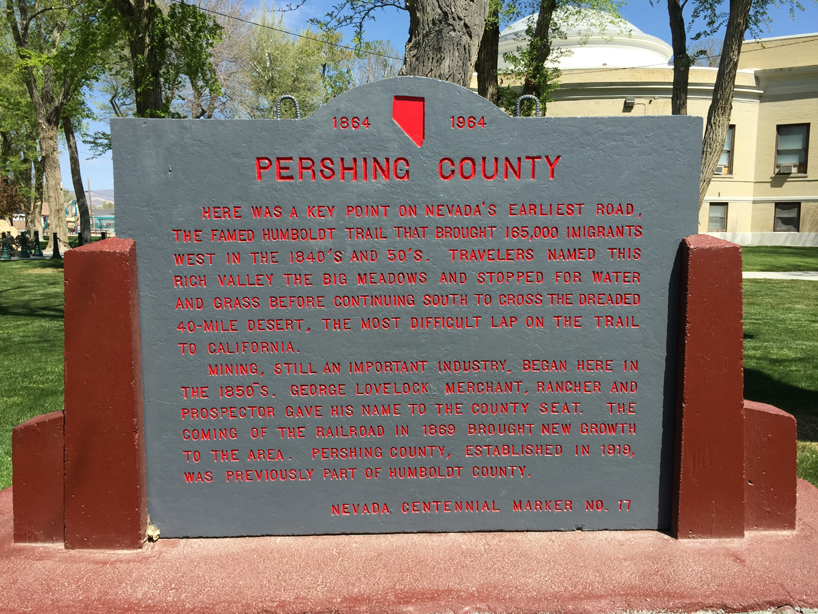 1864 1964
PERSHING COUNTY
HERE WAS A KEY POINT ON NEVADA'S EARLIEST ROAD,
THE FAMED HUMBOLDT TRAIL THAT BROUGHT 165,000 IMIGRANTS
WEST IN THE 1840'S AND 50'S. TRAVELERS NAMED THIS
RICH VALLEY THE BIG MEADOWS AND STOPPED FOR WATER
AND GRASS BEFORE CONTINUING SOUTH TO CROSS THE DREADED
40-MILE DESERT, THE MOST DIFFICULT LAP ON THE TRAIL
TO CALIFORNIA.
MINING, STILL AN IMPORTANT INDUSTRY, BEGAN HERE IN
THE 1850'S. GEORGE LOVELOCK, MERCHANT, RANCHER AND
PROSPECTOR GAVE HIS NAME TO THE COUNTY SEAT. THE
COMING OF THE RAILROAD IN 1869 BROUGHT NEW GROWTH
TO THE AREA. PERSHING COUNTY, ESTABLISHED IN 1919,
WAS PREVIOUSLY PART OF HUMBOLDT COUNTY.
NEVADA CENTENNIAL MARKER NO. 17